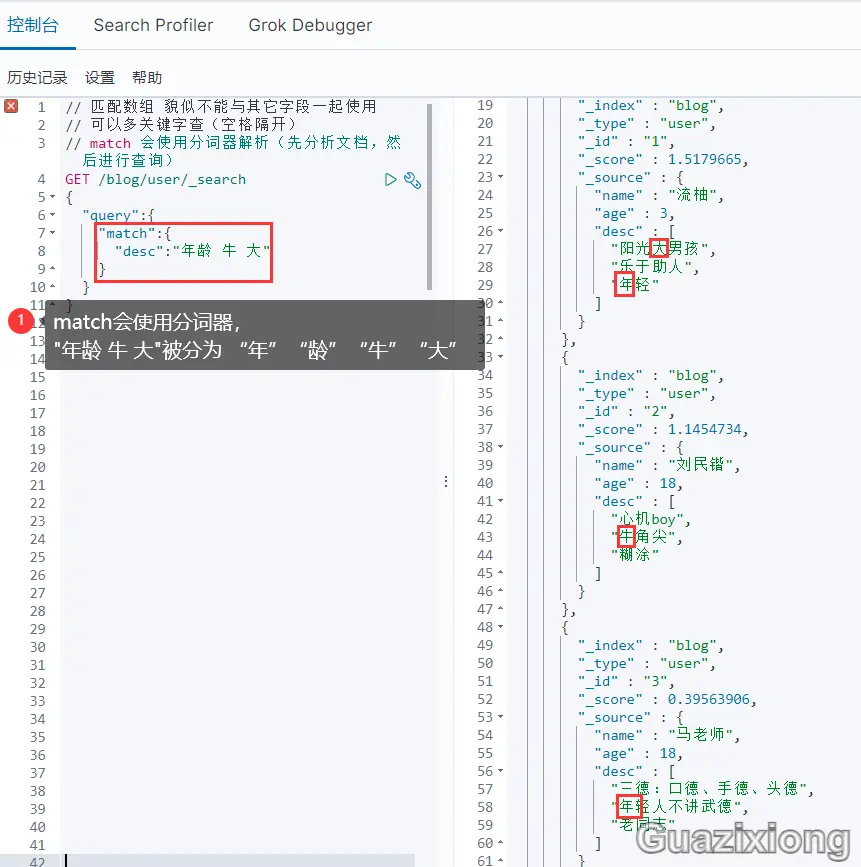 控制台 Search Profiler Grok Debugger
历史记录 设置 帮助
1 // 匹配数组 貌似不能与其它字段一起使用
2 // 可以多关键字查（空格隔开）
3 // match 会使用分词器解析（先分析文档，然
后进行查询）
4 GET /blog/user/_search
5 {
6 "query":{
7 "match":{
8 "desc":"年龄 牛 大"
9 }
10 }
11 }
1 match会使用分词器，
"年龄 牛 大"被分为 “年” “龄” “牛” “大”
12
13
14
15
16
17
18
19
20
21
22
23
24
25
26
27
28
29
30
31
32
33
34
35
36
37
38
39
40
41
42
19 "_index" : "blog",
20 "_type" : "user",
21 "_id" : "1",
22 "_score" : 1.5179665,
23 "_source" : {
24 "name" : "流柚",
25 "age" : 3,
26 "desc" : [
27 "阳光大男孩",
28 "乐于助人",
29 "年轻"
30 ]
31 }
32 },
33 {
34 "_index" : "blog",
35 "_type" : "user",
36 "_id" : "2",
37 "_score" : 1.1454734,
38 "_source" : {
39 "name" : "刘民锴",
40 "age" : 18,
41 "desc" : [
42 "心机boy",
43 "牛角尖",
44 "糊涂"
45 ]
46 }
47 },
48 {
49 "_index" : "blog",
50 "_type" : "user",
51 "_id" : "3",
52 "_score" : 0.39563906,
53 "_source" : {
54 "name" : "马老师",
55 "age" : 18,
56 "desc" : [
57 "三德：口德、手德、头德",
58 "年轻人不讲武德",
59 "老同志"
60 ]
61 }
Guazixiong